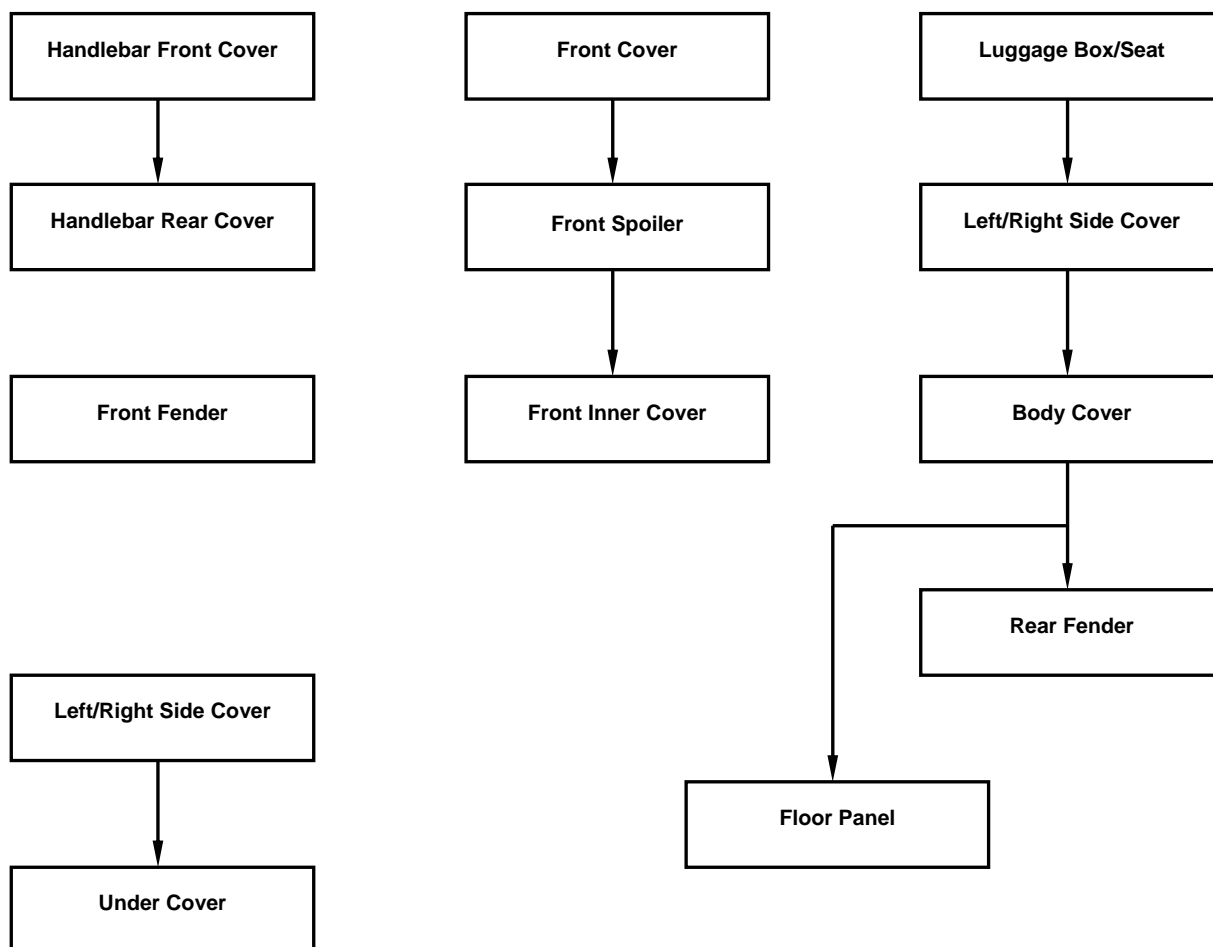 Handlebar Front Cover
Front Cover
Luggage Box/Seat
Handlebar Rear Cover
Front Spoiler
Left/Right Side Cover
Front Fender
Front Inner Cover
Body Cover
Rear Fender
Left/Right Side Cover
Floor Panel
Under Cover